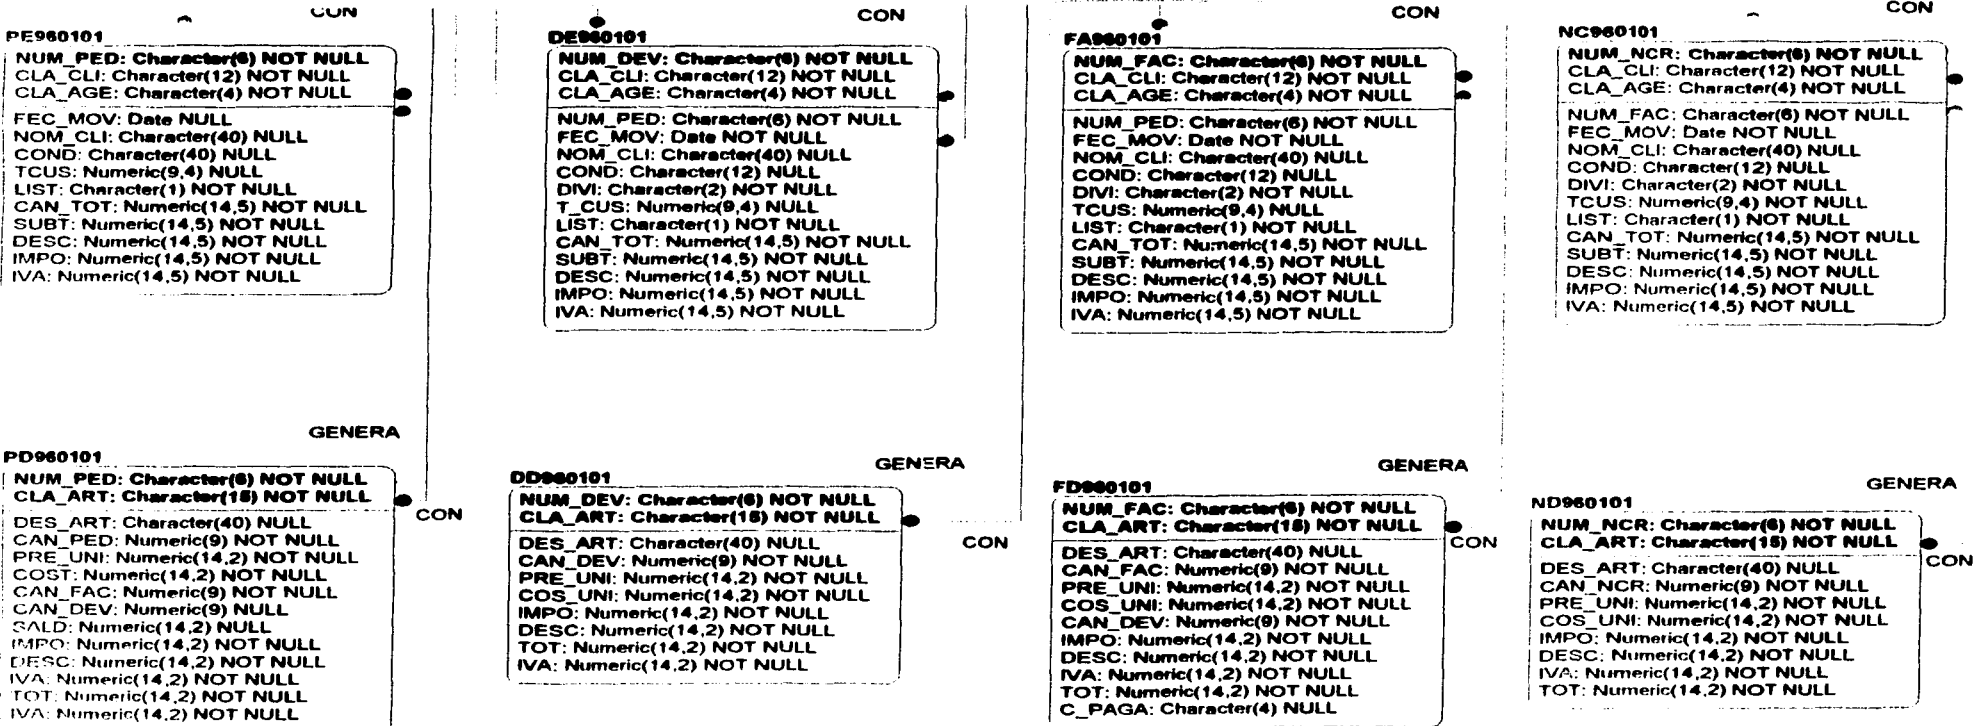 CON
PE960101
NUM_PED: Character(6) NOT NULL
CLA_CLI: Character(12) NOT NULL
CLA_AGE: Character(4) NOT NULL
FEC_MOV: Date NULL
NOM_CLI: Character(40) NULL
COND: Character(40) NULL
TCUS: Numeric(9,4) NULL
LIST: Character(1) NOT NULL
CAN_TOT: Numeric(14,5) NOT NULL
SUBT: Numeric(14,5) NOT NULL
DESC: Numeric(14,5) NOT NULL
IMPO: Numeric(14,5) NOT NULL
IVA: Numeric(14,5) NOT NULL
CON
DE960101
NUM_DEV: Character(6) NOT NULL
CLA_CLI: Character(12) NOT NULL
CLA_AGE: Character(4) NOT NULL
NUM_PED: Character(6) NOT NULL
FEC_MOV: Date NOT NULL
NOM_CLI: Character(40) NULL
COND: Character(12) NULL
DIVI: Character(2) NOT NULL
T_CUS: Numeric(9,4) NULL
LIST: Character(1) NOT NULL
CAN_TOT: Numeric(14,5) NOT NULL
SUBT: Numeric(14,5) NOT NULL
DESC: Numeric(14,5) NOT NULL
IMPO: Numeric(14,5) NOT NULL
IVA: Numeric(14,5) NOT NULL
CON
FA960101
NUM_FAC: Character(6) NOT NULL
CLA_CLI: Character(12) NOT NULL
CLA_AGE: Character(4) NOT NULL
NUM_PED: Character(6) NOT NULL
FEC_MOV: Date NOT NULL
NOM_CLI: Character(40) NULL
COND: Character(12) NULL
DIVI: Character(2) NOT NULL
TCUS: Numeric(9,4) NULL
LIST: Character(1) NOT NULL
CAN_TOT: Numeric(14,5) NOT NULL
SUBT: Numeric(14,5) NOT NULL
DESC: Numeric(14,5) NOT NULL
IMPO: Numeric(14,5) NOT NULL
IVA: Numeric(14,5) NOT NULL
CON
NC960101
NUM_NCR: Character(6) NOT NULL
CLA_CLI: Character(12) NOT NULL
CLA_AGE: Character(4) NOT NULL
NUM_FAC: Character(6) NOT NULL
FEC_MOV: Date NOT NULL
NOM_CLI: Character(40) NULL
COND: Character(12) NULL
DIVI: Character(2) NOT NULL
TCUS: Numeric(9,4) NOT NULL
LIST: Character(1) NOT NULL
CAN_TOT: Numeric(14,5) NOT NULL
SUBT: Numeric(14,5) NOT NULL
DESC: Numeric(14,5) NOT NULL
IMPO: Numeric(14,5) NOT NULL
IVA: Numeric(14,5) NOT NULL
GENERA
PD960101
NUM_PED: Character(6) NOT NULL
CLA_ART: Character(15) NOT NULL
CON
DES_ART: Character(40) NULL
CAN_PED: Numeric(9) NULL
PRE_UNI: Numeric(14,2) NOT NULL
COST: Numeric(14,2) NOT NULL
CAN_FAC: Numeric(9) NOT NULL
CAN_DEV: Numeric(9) NULL
SALD: Numeric(14,2) NULL
IMPO: Numeric(14,2) NOT NULL
DESC: Numeric(14,2) NOT NULL
IVA: Numeric(14,2) NOT NULL
TOT: Numeric(14,2) NOT NULL
IVA: Numeric(14,2) NOT NULL
GENERA
DD960101
NUM_DEV: Character(6) NOT NULL
CLA_ART: Character(15) NOT NULL
CON
DES_ART: Character(40) NULL
CAN_DEV: Numeric(9) NOT NULL
PRE_UNI: Numeric(14,2) NOT NULL
COS_UNI: Numeric(14,2) NOT NULL
IMPO: Numeric(14,2) NOT NULL
DESC: Numeric(14,2) NOT NULL
TOT: Numeric(14,2) NOT NULL
IVA: Numeric(14,2) NOT NULL
GENERA
FD960101
NUM_FAC: Character(6) NOT NULL
CLA_ART: Character(15) NOT NULL
CON
DES_ART: Character(40) NULL
CAN_FAC: Numeric(9) NOT NULL
PRE_UNI: Numeric(14,2) NOT NULL
COS_UNI: Numeric(14,2) NOT NULL
CAN_DEV: Numeric(9) NOT NULL
IMPO: Numeric(14,2) NOT NULL
DESC: Numeric(14,2) NOT NULL
IVA: Numeric(14,2) NOT NULL
TOT: Numeric(14,2) NOT NULL
C_PAGA: Character(4) NULL
GENERA
ND960101
NUM_NCR: Character(6) NOT NULL
CLA_ART: Character(15) NOT NULL
CON
DES_ART: Character(40) NULL
CAN_NCR: Numeric(9) NOT NULL
PRE_UNI: Numeric(14,2) NOT NULL
COS_UNI: Numeric(14,2) NOT NULL
IMPO: Numeric(14,2) NOT NULL
DESC: Numeric(14,2) NOT NULL
IVA: Numeric(14,2) NOT NULL
TOT: Numeric(14,2) NOT NULL